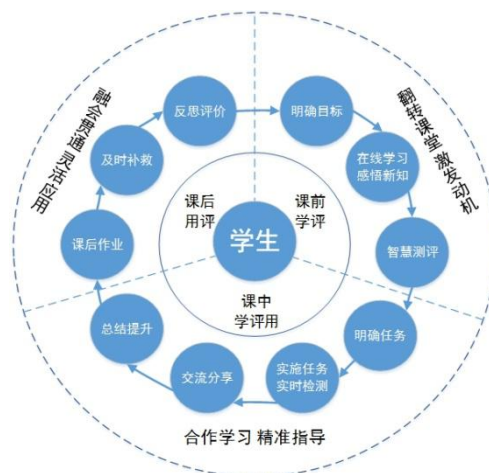 反思评价
明确目标
及时补救
在线学习
感悟新知
课后作业
智慧测评
总结提升
明确任务
交流分享
实施任务
实时检测
课后
用评
课前
学评
学生
课中
学评用
融会贯通 灵活应用
翻转课堂 激发动机
合作学习 精准指导